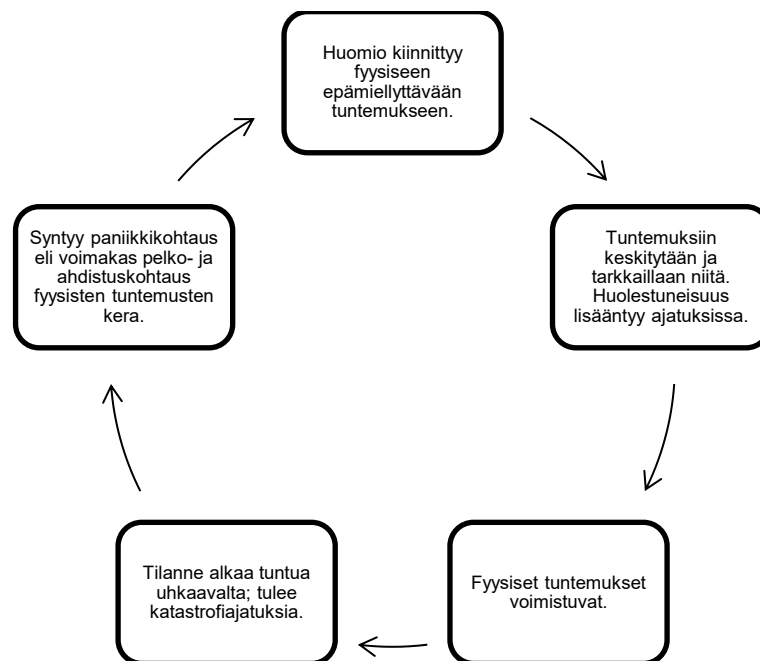 Huomio kiinnittyy
fyysiseen
epämiellyttävään
tuntemukseen.
Tuntemuksiin
keskitytään ja
tarkkaillaan niitä.
Huolestuneisuus
lisääntyy ajatuksissa.
Fyysiset tuntemukset
voimistuvat.
Tilanne alkaa tuntua
uhkaavalta; tulee
katastrofiajatuksia.
Syntyy paniikkikohtaus
eli voimakas pelko- ja
ahdistuskohtaus
fyysisten tuntemusten
kera.